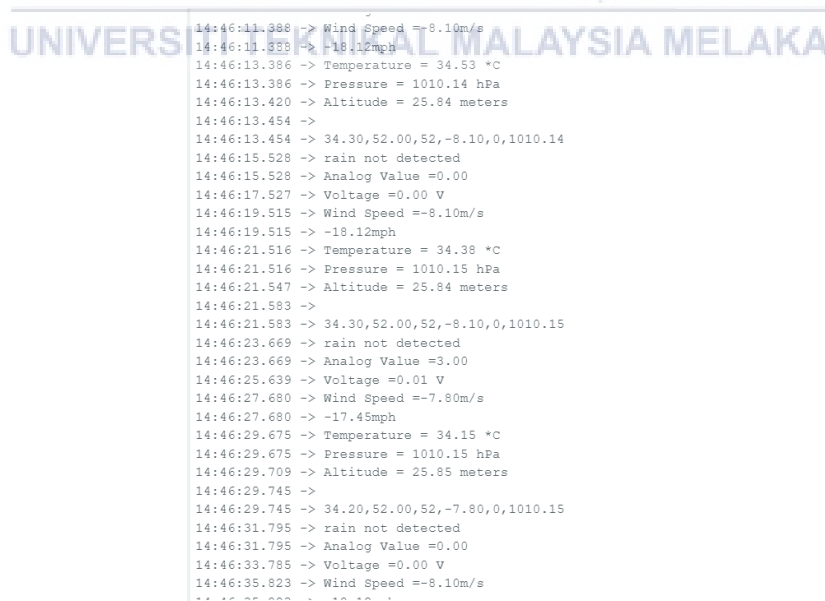 14:46:11.388 -> Wind Speed =-8.10m/s
UNIVERSITI TEKNIKAL MALAYSIA MELAKA
14:46:11.388 -> -18.12mph
14:46:13.386 -> Temperature = 34.53 *C
14:46:13.386 -> Pressure = 1010.14 hPa
14:46:13.420 -> Altitude = 25.84 meters
14:46:13.454 ->
14:46:13.454 -> 34.30,52.00,52,-8.10,0,1010.14
14:46:15.528 -> rain not detected
14:46:15.528 -> Analog Value =0.00
14:46:17.527 -> Voltage =0.00 V
14:46:19.515 -> Wind Speed =-8.10m/s
14:46:19.515 -> -18.12mph
14:46:21.516 -> Temperature = 34.38 *C
14:46:21.516 -> Pressure = 1010.15 hPa
14:46:21.547 -> Altitude = 25.84 meters
14:46:21.583 ->
14:46:21.583 -> 34.30,52.00,52,-8.10,0,1010.15
14:46:23.669 -> rain not detected
14:46:23.669 -> Analog Value =3.00
14:46:25.639 -> Voltage =0.01 V
14:46:27.680 -> Wind Speed =-7.80m/s
14:46:27.680 -> -17.45mph
14:46:29.675 -> Temperature = 34.15 *C
14:46:29.675 -> Pressure = 1010.15 hPa
14:46:29.709 -> Altitude = 25.85 meters
14:46:29.745 ->
14:46:29.745 -> 34.20,52.00,52,-7.80,0,1010.15
14:46:31.795 -> rain not detected
14:46:31.795 -> Analog Value =0.00
14:46:33.785 -> Voltage =0.00 V
14:46:35.823 -> Wind Speed =-8.10m/s